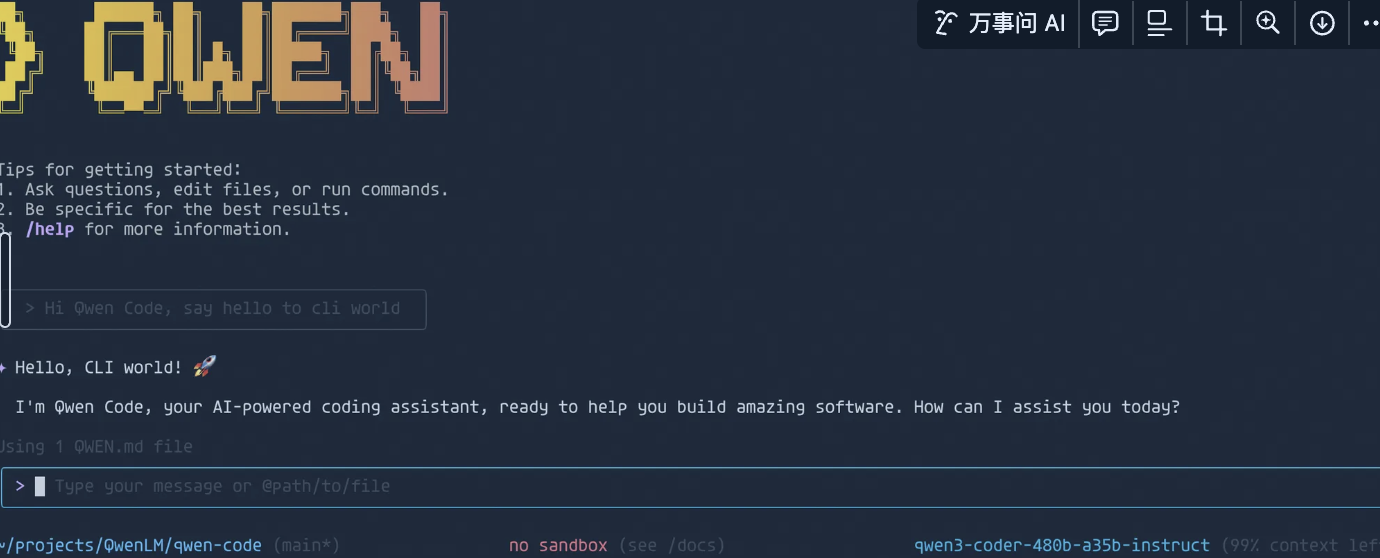 万事问 AI
QWEN
Tips for getting started:
1. Ask questions, edit files, or run commands.
2. Be specific for the best results.
3. /help for more information.
> Hi Qwen Code, say hello to cli world
Hello, CLI world! 🚀
I'm Qwen Code, your AI-powered coding assistant, ready to help you build amazing software. How can I assist you today?
Using 1 QWEN.md file
> Type your message or @path/to/file
~/projects/QwenLM/qwen-code (main*) no sandbox (see /docs) qwen3-coder-480b-a35b-instruct (99% context lef